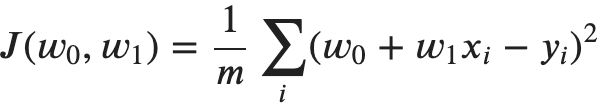 J(w₀, w₁) = 1/m ∑ᵢ (w₀ + w₁xᵢ − yᵢ)²